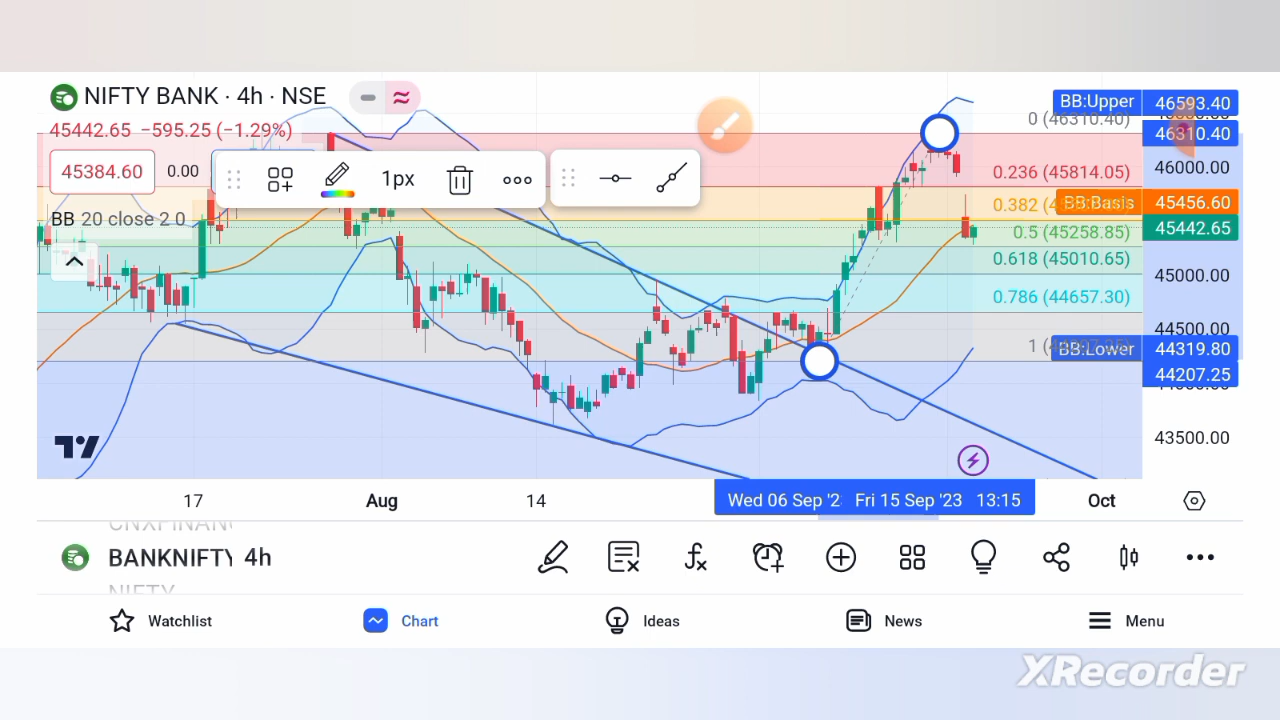 NIFTY BANK · 4h · NSE
45442.65 −595.25 (−1.29%)
45384.60 0.00
1px
BB 20 close 2 0
BB:Upper 46593.40
0 (46310.40) 46310.40
46000.00
0.236 (45814.05)
0.382 BB:Basis 45456.60
0.5 (45258.85) 45442.65
0.618 (45010.65)
45000.00
0.786 (44657.30)
44500.00
1 BB:Lower 44319.80
44207.25
43500.00
17 Aug 14 Wed 06 Sep '2 Fri 15 Sep '23 13:15 Oct
BANKNIFTY 4h
NIFTY
Watchlist Chart Ideas News Menu
XRecorder